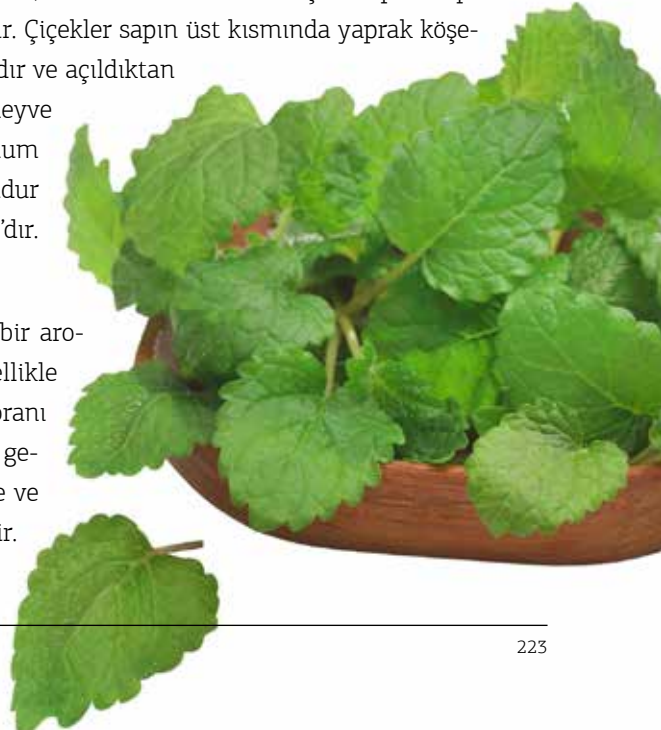 r. Çiçekler sapın üst kısmında yaprak köşe-
dır ve açıldıktan
eyve
um
dur
'dır.
bir aro-
ellikle
oranı
ge-
e ve
ir.
223